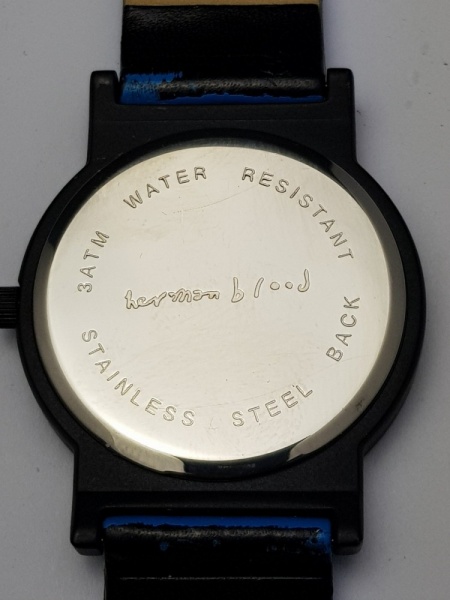 3ATM WATER RESISTANT
herman brood
STAINLESS STEEL BACK